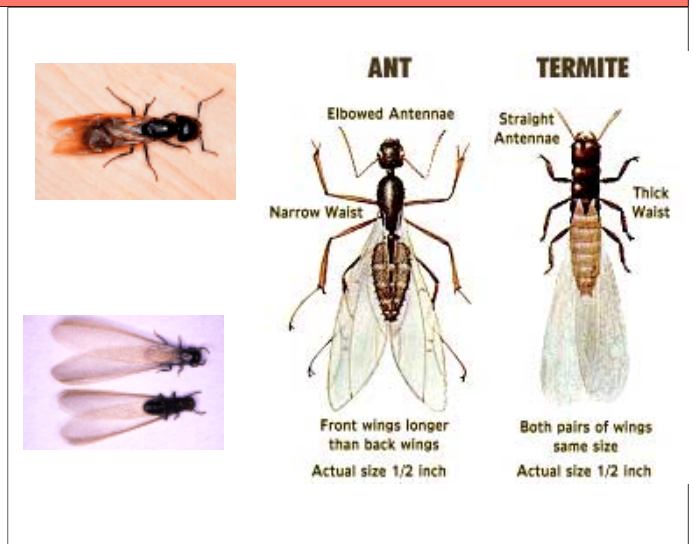 ANT
Elbowed Antennae
Narrow Waist
Front wings longer
than back wings
Actual size 1/2 inch
TERMITE
Straight
Antennae
Thick
Waist
Both pairs of wings
same size
Actual size 1/2 inch